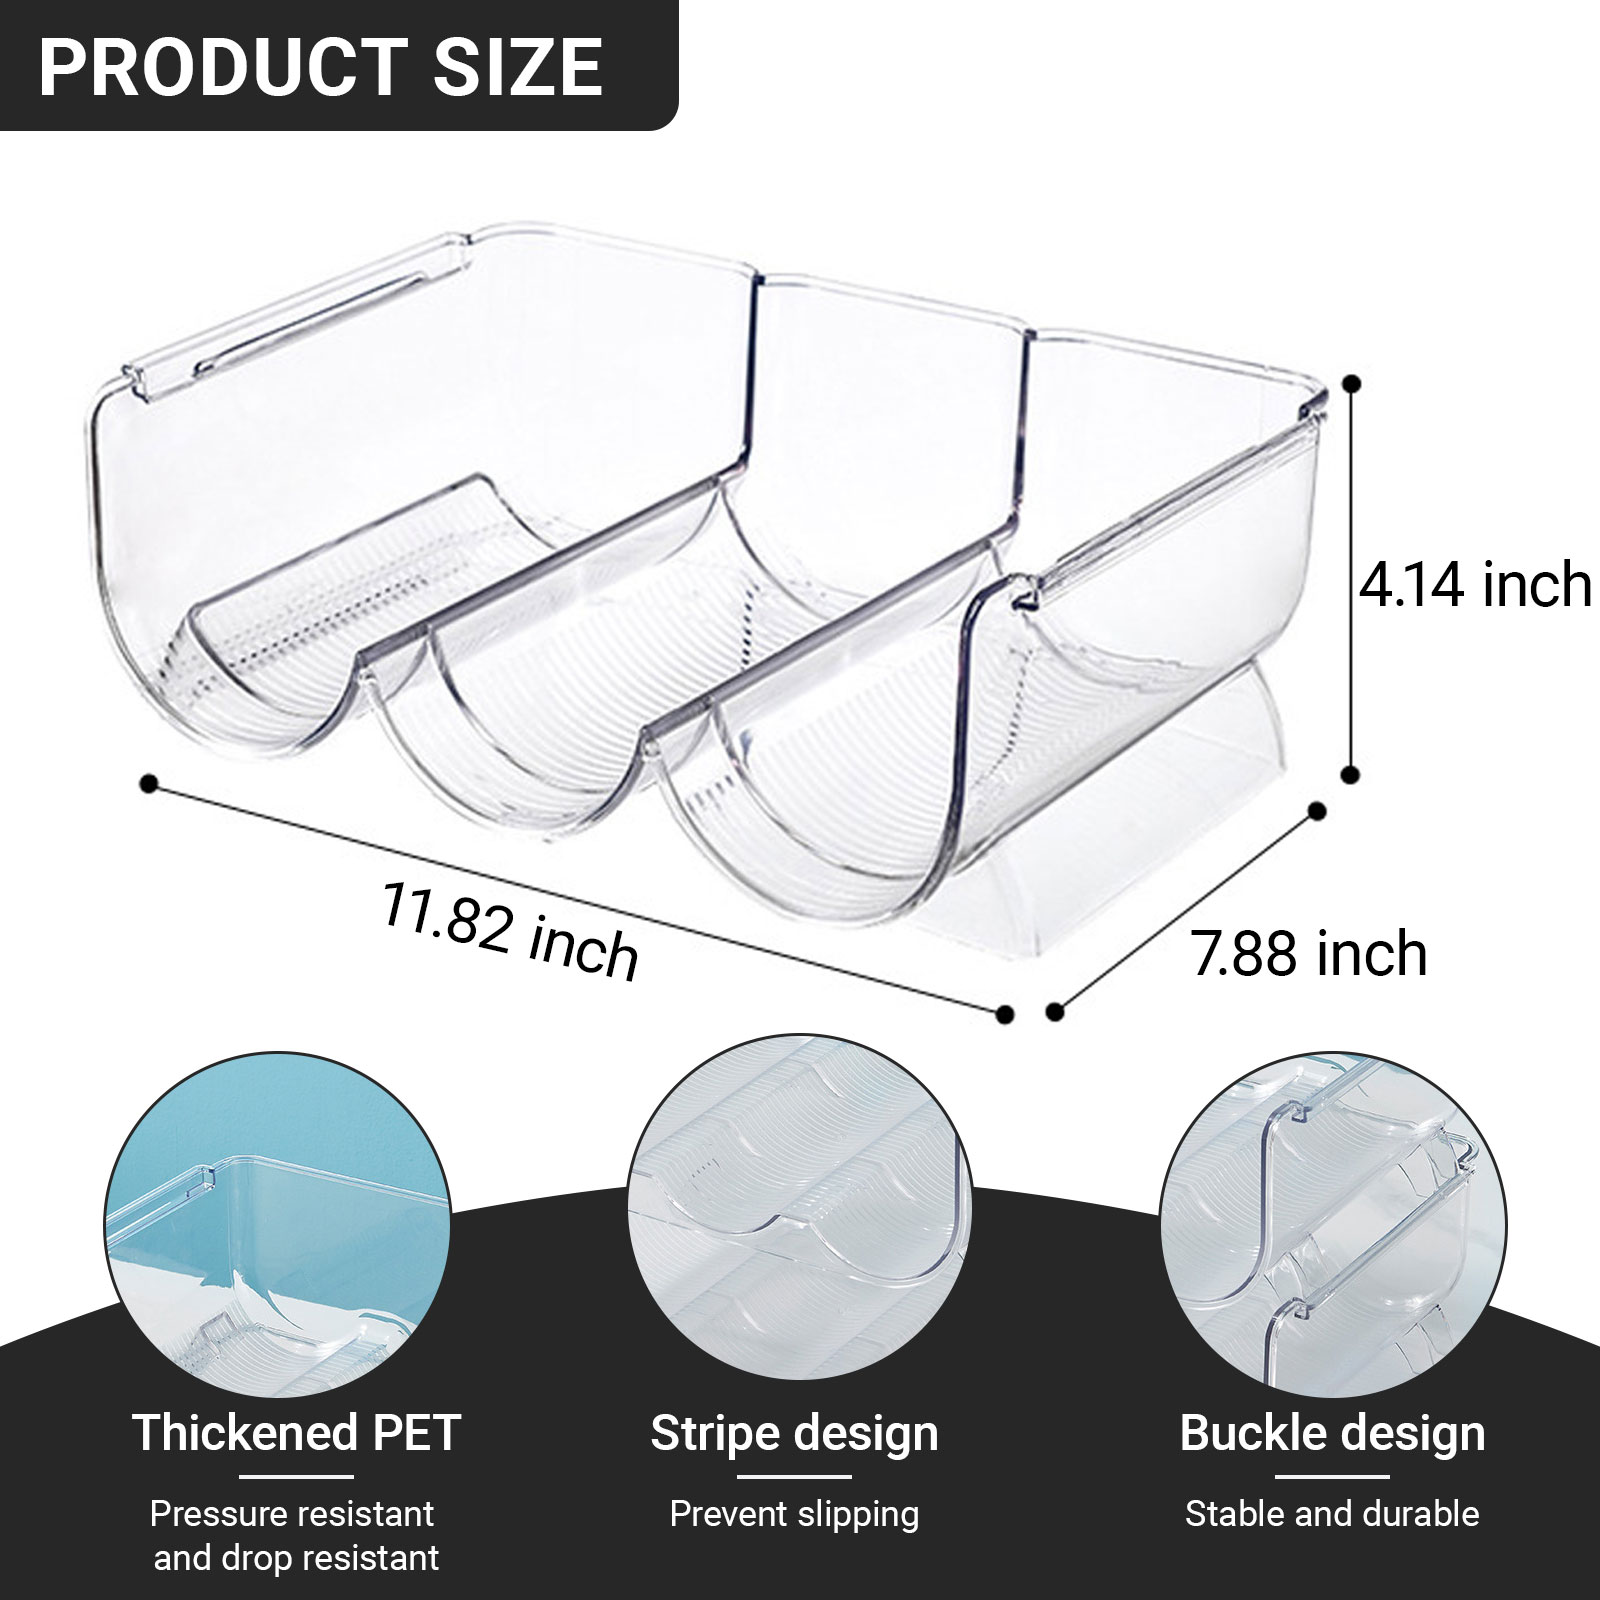 PRODUCT SIZE
4.14 inch
11.82 inch
7.88 inch
Thickened PET
Pressure resistant
and drop resistant
Stripe design
Prevent slipping
Buckle design
Stable and durable